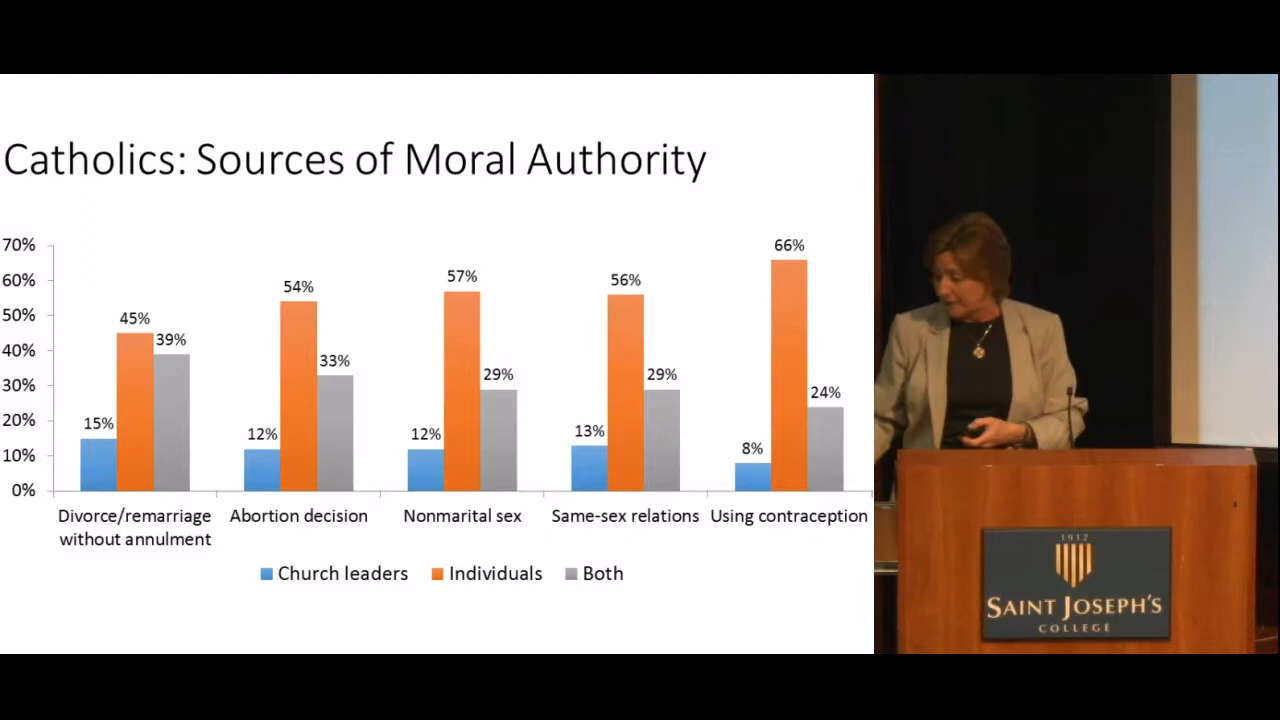 Catholics: Sources of Moral Authority
70%
60%
50%
40%
30%
20%
10%
0%
15%
45%
39%
12%
54%
33%
12%
57%
29%
13%
56%
29%
8%
66%
24%
Divorce/remarriage
without annulment
Abortion decision
Nonmarital sex
Same-sex relations
Using contraception
Church leaders
Individuals
Both
1912
SAINT JOSEPH'S
COLLEGE